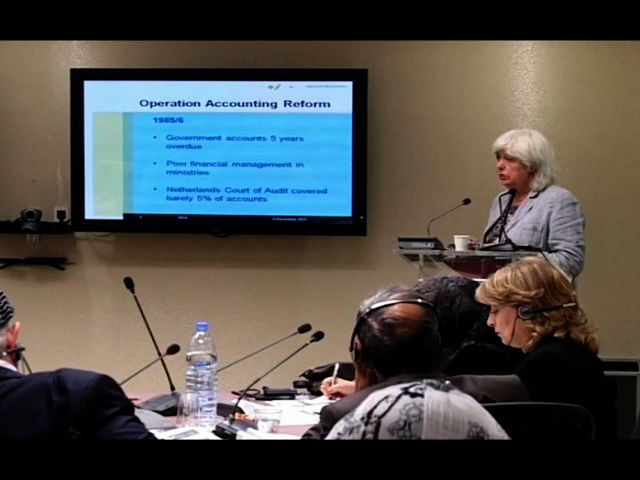 Operation Accounting Reform
1985/6
• Government accounts 5 years
overdue
• Poor financial management in
ministries
• Netherlands Court of Audit covered
barely 5% of accounts